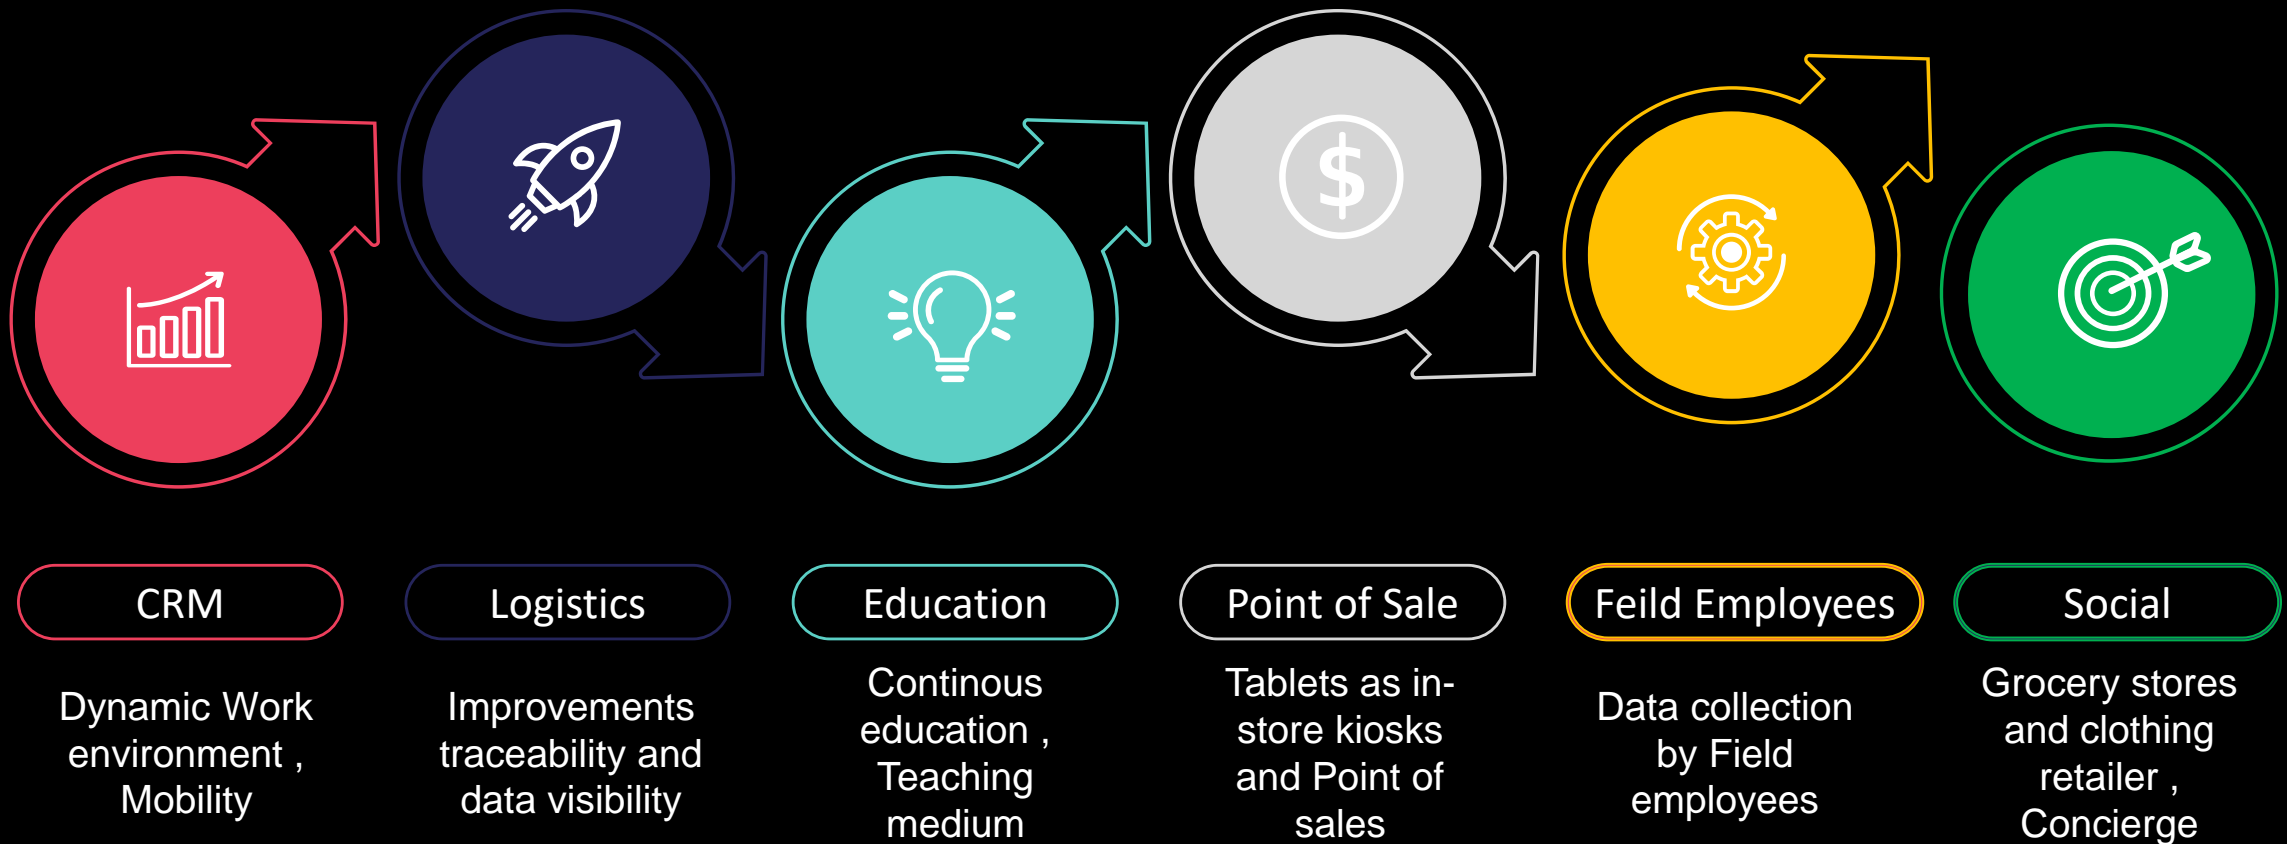 $
CRM
Logistics
Education
Point of Sale
Feild Employees
Social
Dynamic Work
environment ,
Mobility
Improvements
traceability and
data visibility
Continous
education ,
Teaching
medium
Tablets as in-
store kiosks
and Point of
sales
Data collection
by Field
employees
Grocery stores
and clothing
retailer ,
Concierge